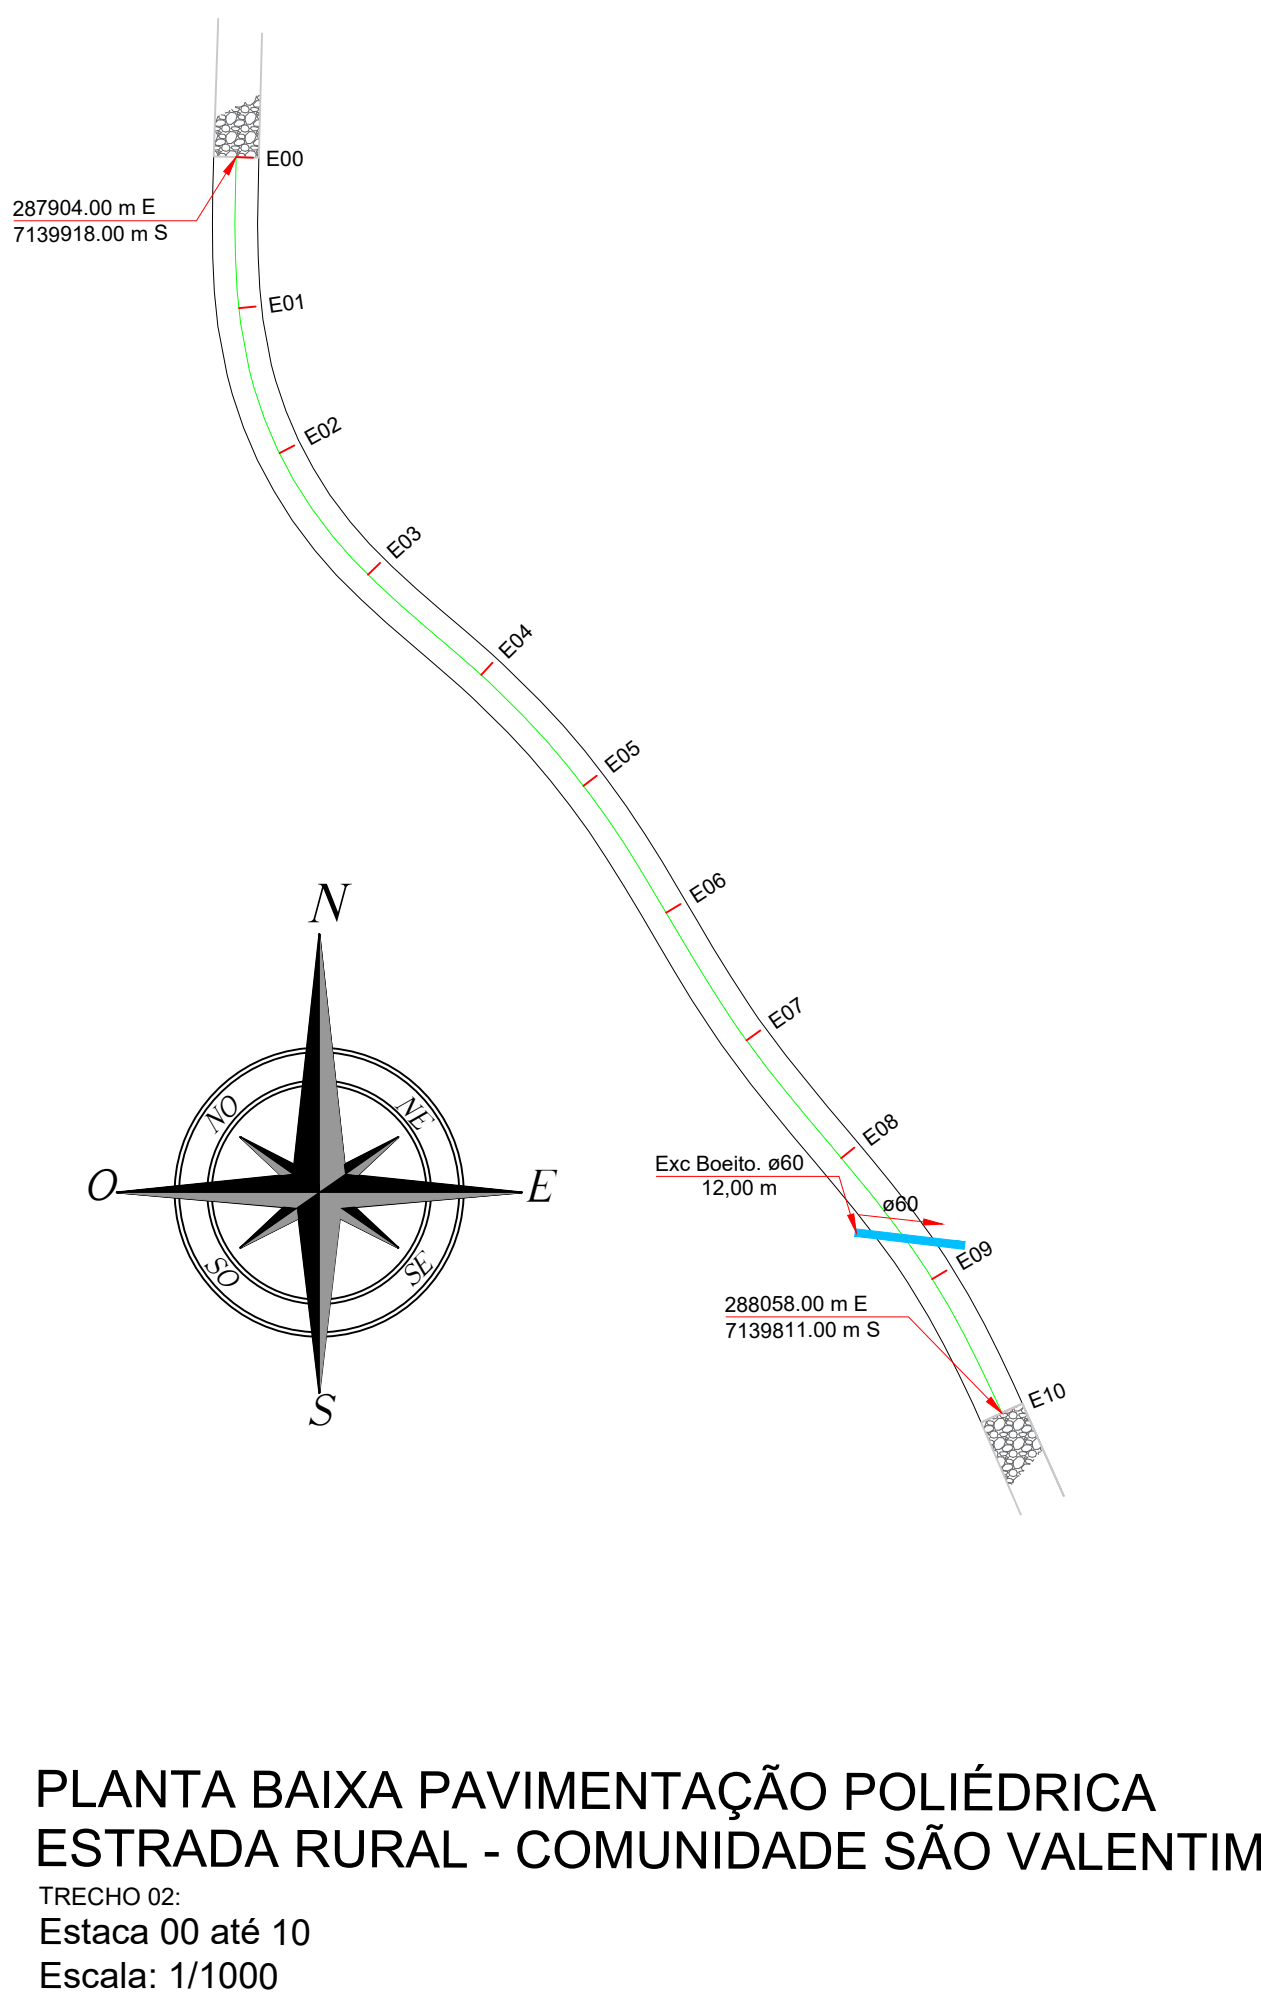 E00
287904.00 m E
7139918.00 m S
E01
E02
E03
E04
E05
E06
E07
E08
Exc Boeito. ø60
12,00 m
ø60
E09
288058.00 m E
7139811.00 m S
E10
N
NO
NE
O
E
SO
SE
S
PLANTA BAIXA PAVIMENTAÇÃO POLIÉDRICA
ESTRADA RURAL - COMUNIDADE SÃO VALENTIM
TRECHO 02:
Estaca 00 até 10
Escala: 1/1000